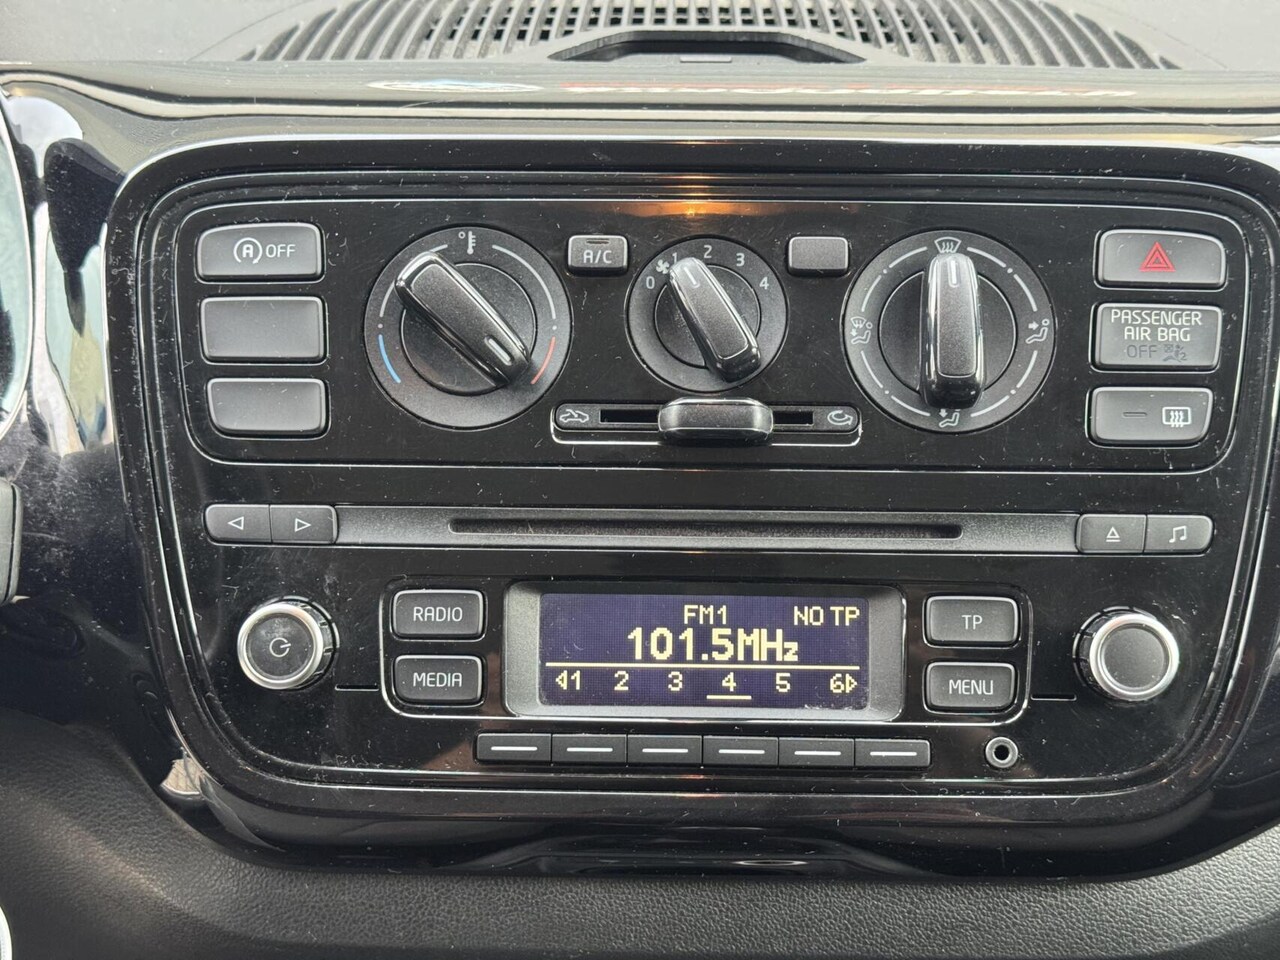 A OFF
A/C
0 1 2 3 4
PASSENGER
AIR BAG
OFF
RADIO
MEDIA
FM1 NO TP
101.5MHz
1 2 3 4 5 6
TP
MENU